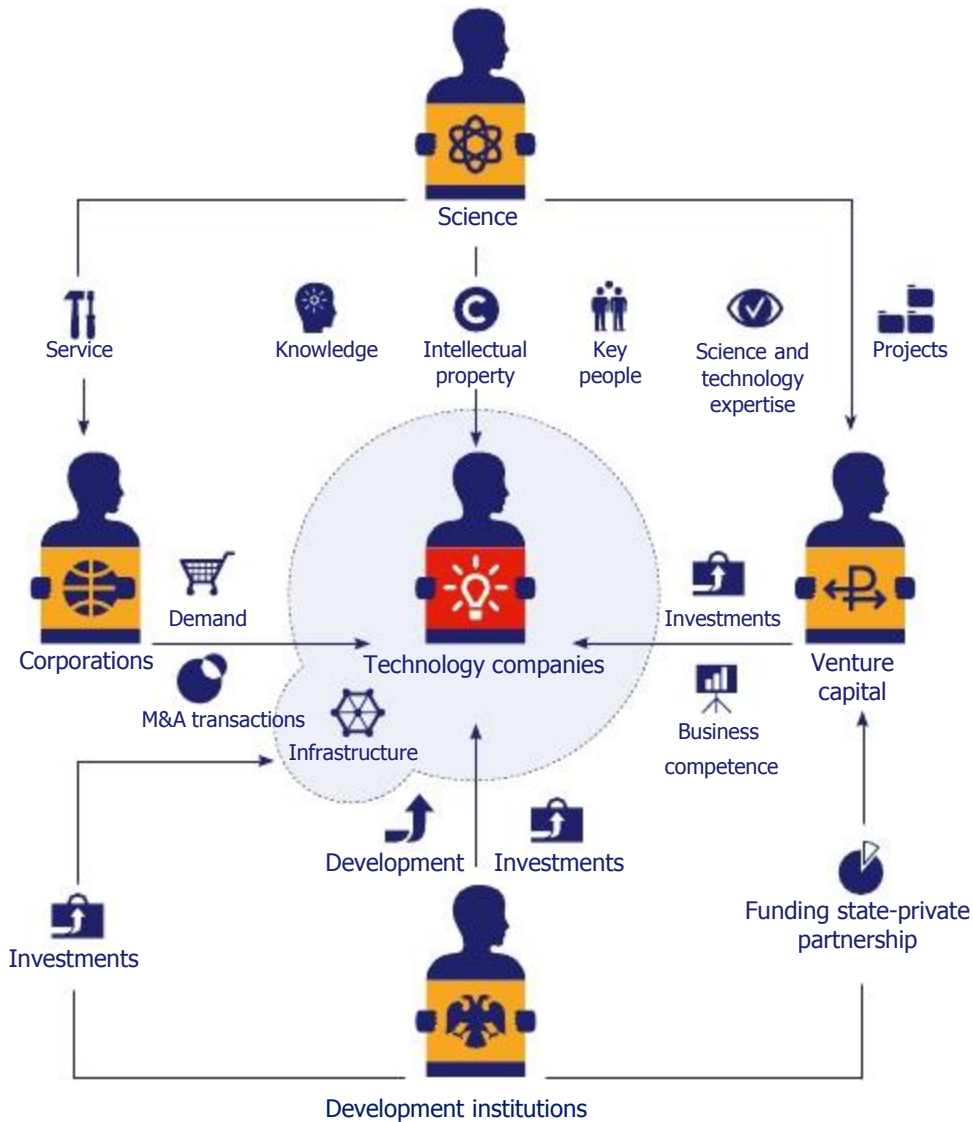 Science
Service
Knowledge
Intellectual
property
Key
people
Science and
technology
expertise
Projects
Demand
Investments
Corporations
Technology companies
Venture
capital
M&A transactions
Infrastructure
Business
competence
Development
Investments
Funding state-private
partnership
Investments
Development institutions